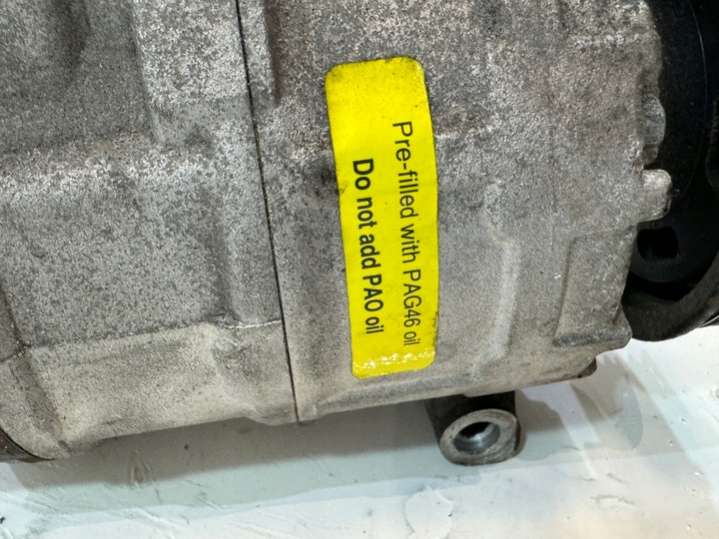 Pre-filled with PAG46 oil
Do not add PAO oil